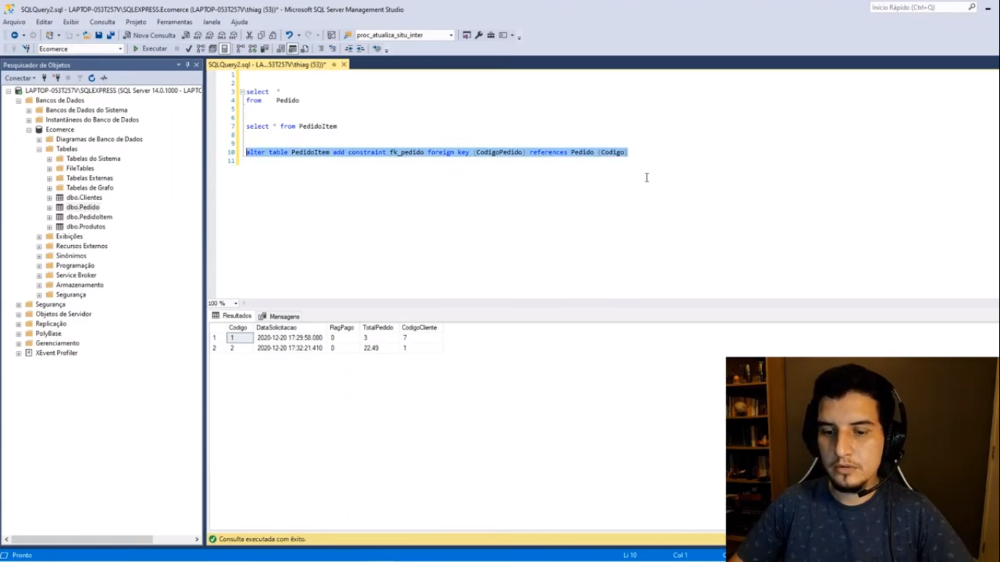 SQLQuery2.sql - LAPTOP-053T257V\SQLEXPRESS.Ecomerce (LAPTOP-053T257V\thiag (53))* - Microsoft SQL Server Management Studio
Início Rápido (Ctrl+Q)
Arquivo Editar Exibir Consulta Projeto Ferramentas Janela Ajuda
Nova Consulta
proc_atualiza_situ_inter
Ecomerce
Executar
Pesquisador de Objetos
Conectar
LAPTOP-053T257V\SQLEXPRESS (SQL Server 14.0.1000 - LAPTC
Bancos de Dados
Bancos de Dados do Sistema
Instantâneos do Banco de Dados
Ecomerce
Diagramas de Banco de Dados
Tabelas
Tabelas do Sistema
FileTables
Tabelas Externas
Tabelas de Grafo
dbo.Clientes
dbo.Pedido
dbo.PedidoItem
dbo.Produtos
Exibições
Recursos Externos
Sinônimos
Programação
Service Broker
Armazenamento
Segurança
Segurança
Objetos de Servidor
Replicação
PolyBase
Gerenciamento
XEvent Profiler
SQLQuery2.sql - LA...53T257V\thiag (53))*
1
2
3 select *
4 from Pedido
5
6
7 select * from PedidoItem
8
9
10 alter table PedidoItem add constraint fk_pedido foreign key (CodigoPedido) references Pedido (Codigo)
11
100 %
Resultados Mensagens
Codigo DataSolicitacao FlagPago TotalPedido CodigoCliente
1 1 2020-12-20 17:29:58.080 0 3 7
2 2 2020-12-20 17:32:21.410 0 22,49 1
Consulta executada com êxito.
Pronto
Li 10 Col 1